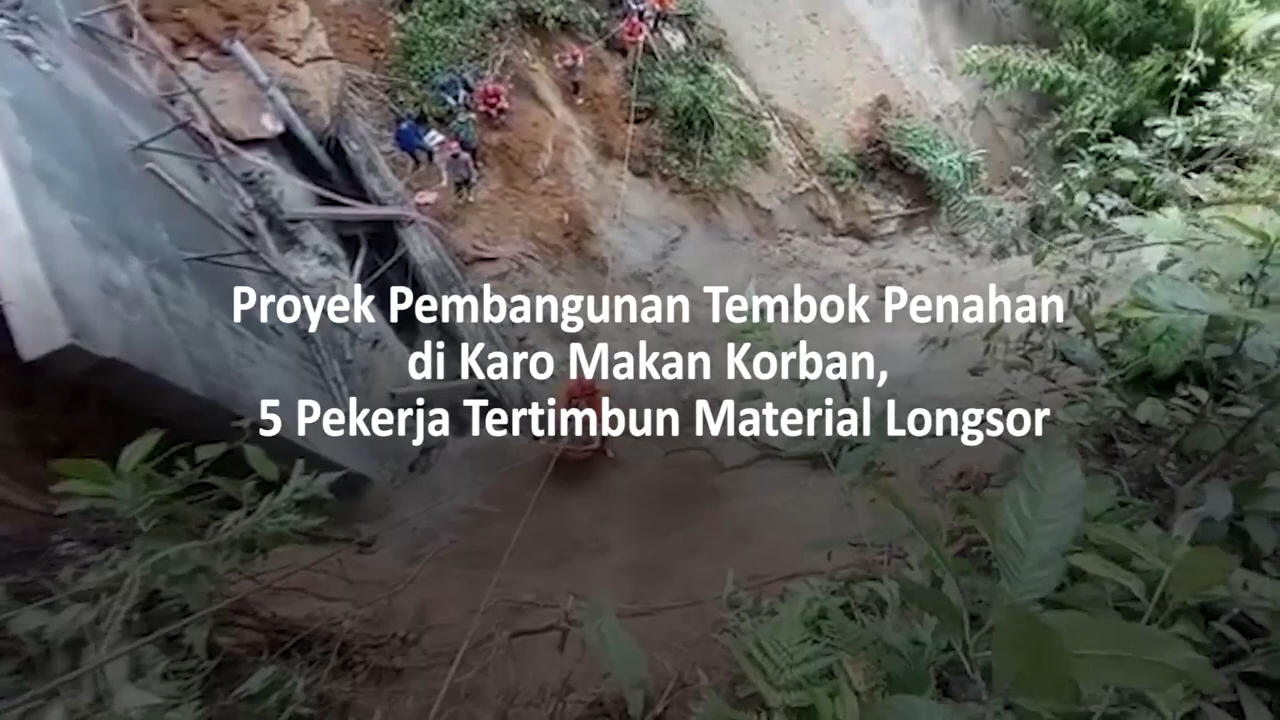 Proyek Pembangunan Tembok Penahan
di Karo Makan Korban,
5 Pekerja Tertimbun Material Longsor